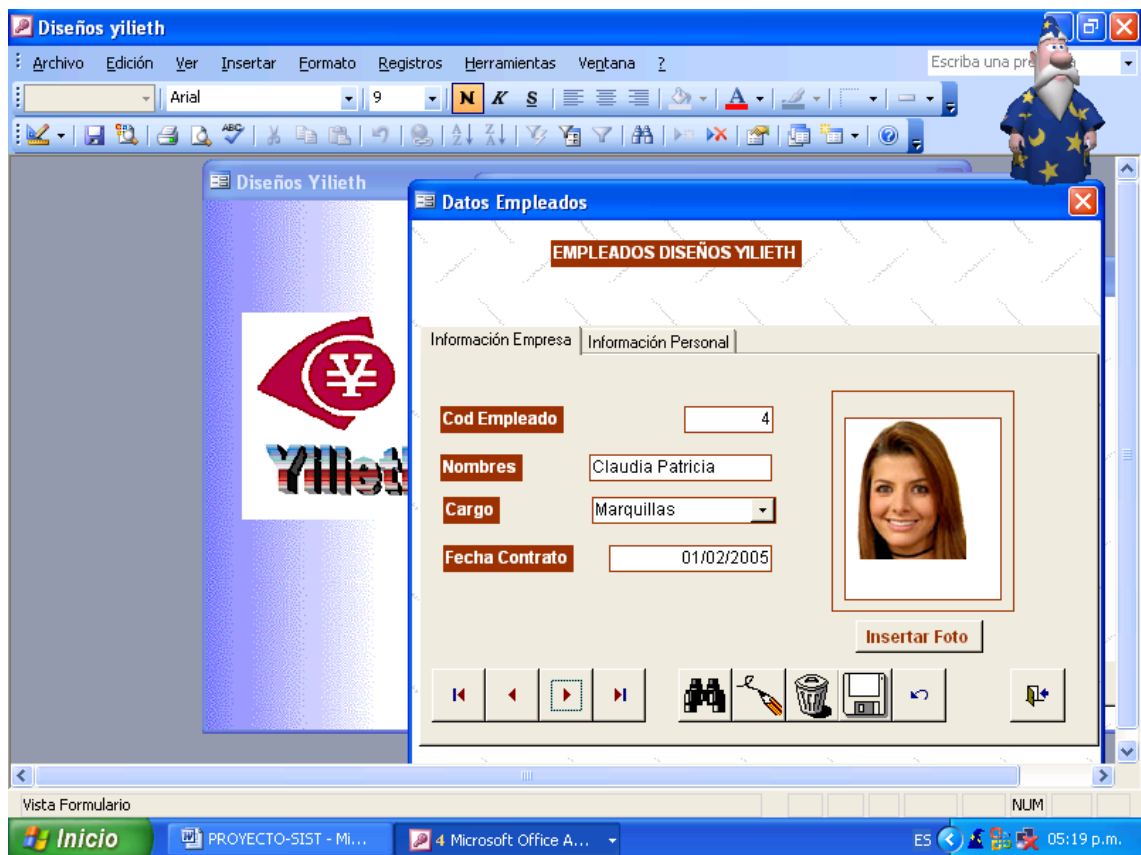 Diseños yilieth
Archivo Edición Ver Insertar Formato Registros Herramientas Ventana ?
Escriba una pre
Arial 9 N K S A
ABC
Diseños Yilieth
Datos Empleados
EMPLEADOS DISEÑOS YILIETH
Información Empresa Información Personal
Cod Empleado 4
Nombres Claudia Patricia
Cargo Marquillas
Fecha Contrato 01/02/2005
Insertar Foto
Vista Formulario NUM
Inicio PROYECTO-SIST - Mi... 4 Microsoft Office A... ES 05:19 p.m.